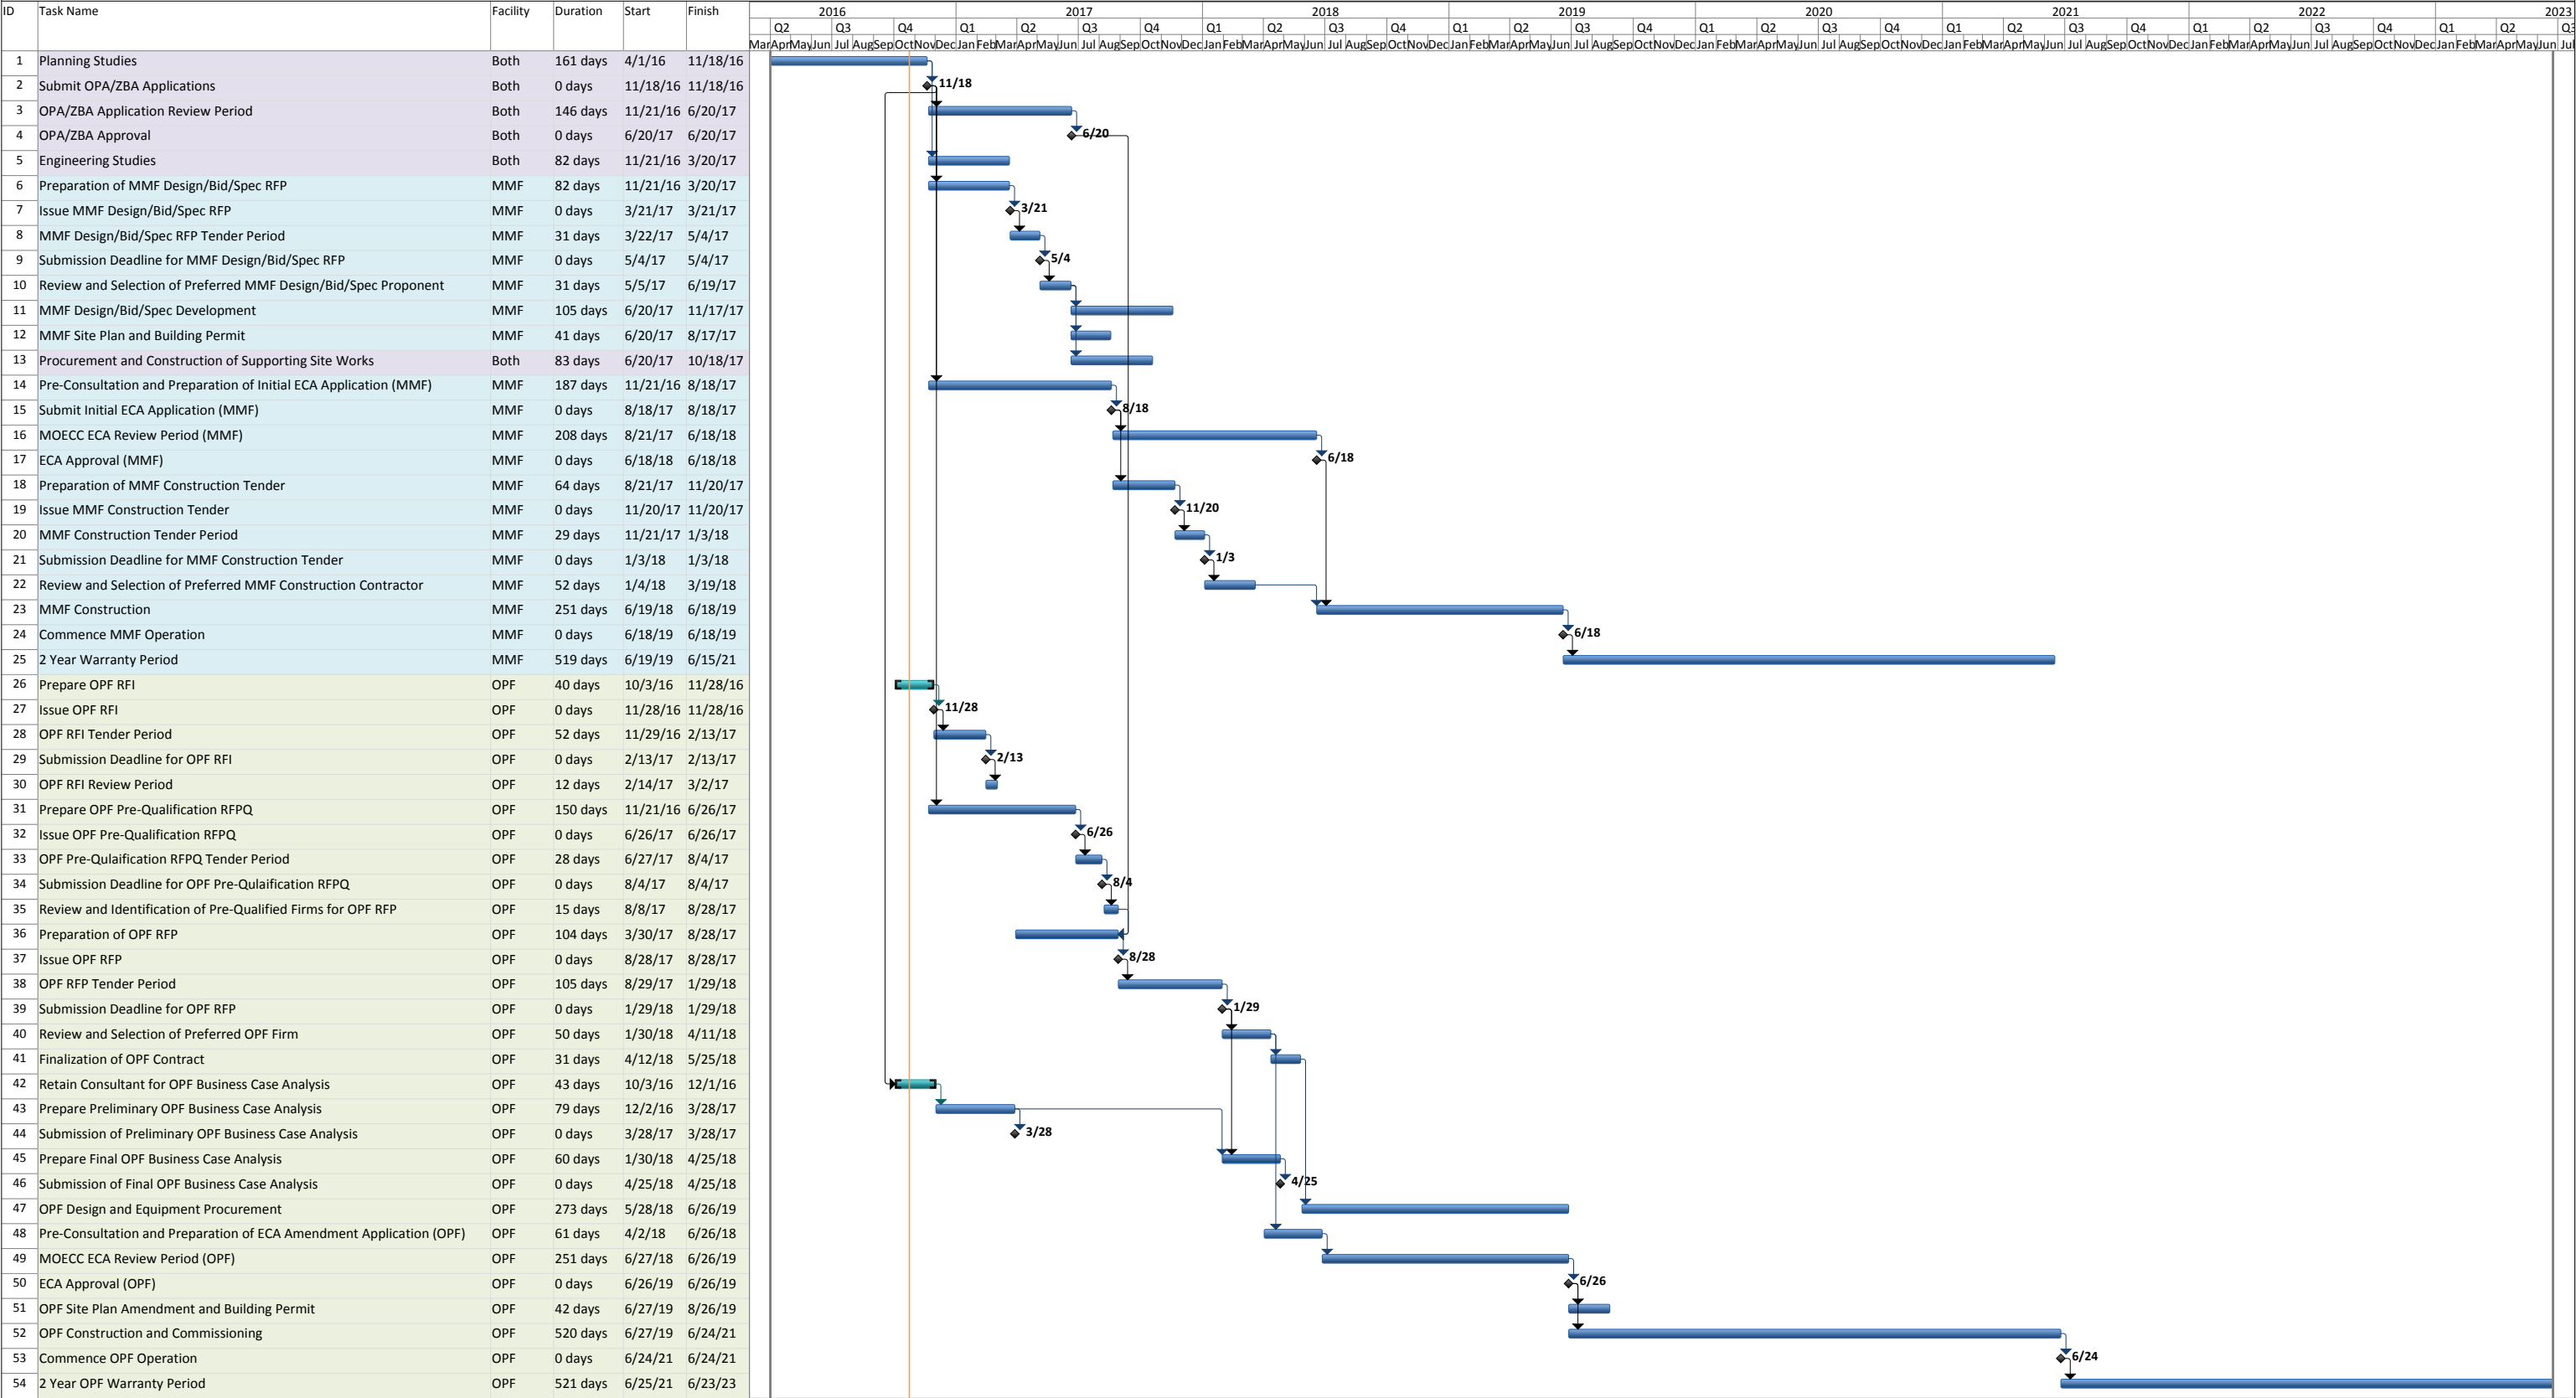 ID Task Name Facility Duration Start Finish 2016 2017 2018 2019 2020 2021 2022 2023
Q2 Q3 Q4 Q1 Q2 Q3 Q4 Q1 Q2 Q3 Q4 Q1 Q2 Q3 Q4 Q1 Q2 Q3 Q4 Q1 Q2 Q3 Q4 Q1 Q2 Q3 Q4 Q1 Q2 Q3
Mar Apr May Jun Jul Aug Sep Oct Nov Dec Jan Feb Mar Apr May Jun Jul Aug Sep Oct Nov Dec Jan Feb Mar Apr May Jun Jul Aug Sep Oct Nov Dec Jan Feb Mar Apr May Jun Jul Aug Sep Oct Nov Dec Jan Feb Mar Apr May Jun Jul Aug Sep Oct Nov Dec Jan Feb Mar Apr May Jun Jul Aug Sep Oct Nov Dec Jan Feb Mar Apr May Jun Jul Aug Sep Oct Nov Dec Jan Feb Mar Apr May Jun Jul
1 Planning Studies Both 161 days 4/1/16 11/18/16
2 Submit OPA/ZBA Applications Both 0 days 11/18/16 11/18/16 11/18
3 OPA/ZBA Application Review Period Both 146 days 11/21/16 6/20/17
4 OPA/ZBA Approval Both 0 days 6/20/17 6/20/17 6/20
5 Engineering Studies Both 82 days 11/21/16 3/20/17
6 Preparation of MMF Design/Bid/Spec RFP MMF 82 days 11/21/16 3/20/17
7 Issue MMF Design/Bid/Spec RFP MMF 0 days 3/21/17 3/21/17 3/21
8 MMF Design/Bid/Spec RFP Tender Period MMF 31 days 3/22/17 5/4/17
9 Submission Deadline for MMF Design/Bid/Spec RFP MMF 0 days 5/4/17 5/4/17 5/4
10 Review and Selection of Preferred MMF Design/Bid/Spec Proponent MMF 31 days 5/5/17 6/19/17
11 MMF Design/Bid/Spec Development MMF 105 days 6/20/17 11/17/17
12 MMF Site Plan and Building Permit MMF 41 days 6/20/17 8/17/17
13 Procurement and Construction of Supporting Site Works Both 83 days 6/20/17 10/18/17
14 Pre-Consultation and Preparation of Initial ECA Application (MMF) MMF 187 days 11/21/16 8/18/17
15 Submit Initial ECA Application (MMF) MMF 0 days 8/18/17 8/18/17 8/18
16 MOECC ECA Review Period (MMF) MMF 208 days 8/21/17 6/18/18
17 ECA Approval (MMF) MMF 0 days 6/18/18 6/18/18 6/18
18 Preparation of MMF Construction Tender MMF 64 days 8/21/17 11/20/17
19 Issue MMF Construction Tender MMF 0 days 11/20/17 11/20/17 11/20
20 MMF Construction Tender Period MMF 29 days 11/21/17 1/3/18
21 Submission Deadline for MMF Construction Tender MMF 0 days 1/3/18 1/3/18 1/3
22 Review and Selection of Preferred MMF Construction Contractor MMF 52 days 1/4/18 3/19/18
23 MMF Construction MMF 251 days 6/19/18 6/18/19
24 Commence MMF Operation MMF 0 days 6/18/19 6/18/19 6/18
25 2 Year Warranty Period MMF 519 days 6/19/19 6/15/21
26 Prepare OPF RFI OPF 40 days 10/3/16 11/28/16
27 Issue OPF RFI OPF 0 days 11/28/16 11/28/16 11/28
28 OPF RFI Tender Period OPF 52 days 11/29/16 2/13/17
29 Submission Deadline for OPF RFI OPF 0 days 2/13/17 2/13/17 2/13
30 OPF RFI Review Period OPF 12 days 2/14/17 3/2/17
31 Prepare OPF Pre-Qualification RFPQ OPF 150 days 11/21/16 6/26/17
32 Issue OPF Pre-Qualification RFPQ OPF 0 days 6/26/17 6/26/17 6/26
33 OPF Pre-Qulaification RFPQ Tender Period OPF 28 days 6/27/17 8/4/17
34 Submission Deadline for OPF Pre-Qulaification RFPQ OPF 0 days 8/4/17 8/4/17 8/4
35 Review and Identification of Pre-Qualified Firms for OPF RFP OPF 15 days 8/8/17 8/28/17
36 Preparation of OPF RFP OPF 104 days 3/30/17 8/28/17
37 Issue OPF RFP OPF 0 days 8/28/17 8/28/17 8/28
38 OPF RFP Tender Period OPF 105 days 8/29/17 1/29/18
39 Submission Deadline for OPF RFP OPF 0 days 1/29/18 1/29/18 1/29
40 Review and Selection of Preferred OPF Firm OPF 50 days 1/30/18 4/11/18
41 Finalization of OPF Contract OPF 31 days 4/12/18 5/25/18
42 Retain Consultant for OPF Business Case Analysis OPF 43 days 10/3/16 12/1/16
43 Prepare Preliminary OPF Business Case Analysis OPF 79 days 12/2/16 3/28/17
44 Submission of Preliminary OPF Business Case Analysis OPF 0 days 3/28/17 3/28/17 3/28
45 Prepare Final OPF Business Case Analysis OPF 60 days 1/30/18 4/25/18
46 Submission of Final OPF Business Case Analysis OPF 0 days 4/25/18 4/25/18 4/25
47 OPF Design and Equipment Procurement OPF 273 days 5/28/18 6/26/19
48 Pre-Consultation and Preparation of ECA Amendment Application (OPF) OPF 61 days 4/2/18 6/26/18
49 MOECC ECA Review Period (OPF) OPF 251 days 6/27/18 6/26/19
50 ECA Approval (OPF) OPF 0 days 6/26/19 6/26/19 6/26
51 OPF Site Plan Amendment and Building Permit OPF 42 days 6/27/19 8/26/19
52 OPF Construction and Commissioning OPF 520 days 6/27/19 6/24/21
53 Commence OPF Operation OPF 0 days 6/24/21 6/24/21 6/24
54 2 Year OPF Warranty Period OPF 521 days 6/25/21 6/23/23